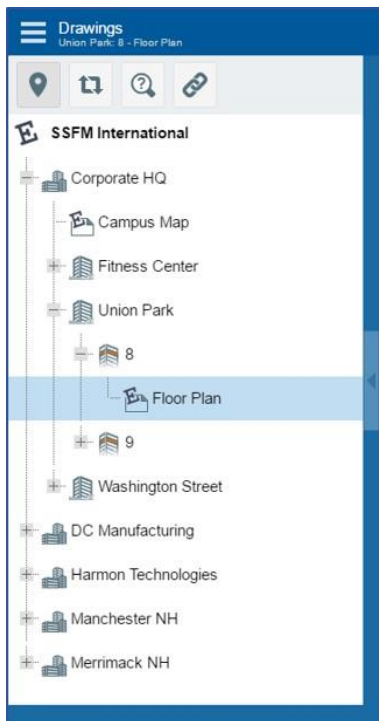 Drawings
Union Park: 8 - Floor Plan
SSFM International
Corporate HQ
Campus Map
Fitness Center
Union Park
8
Floor Plan
9
Washington Street
DC Manufacturing
Harmon Technologies
Manchester NH
Merrimack NH